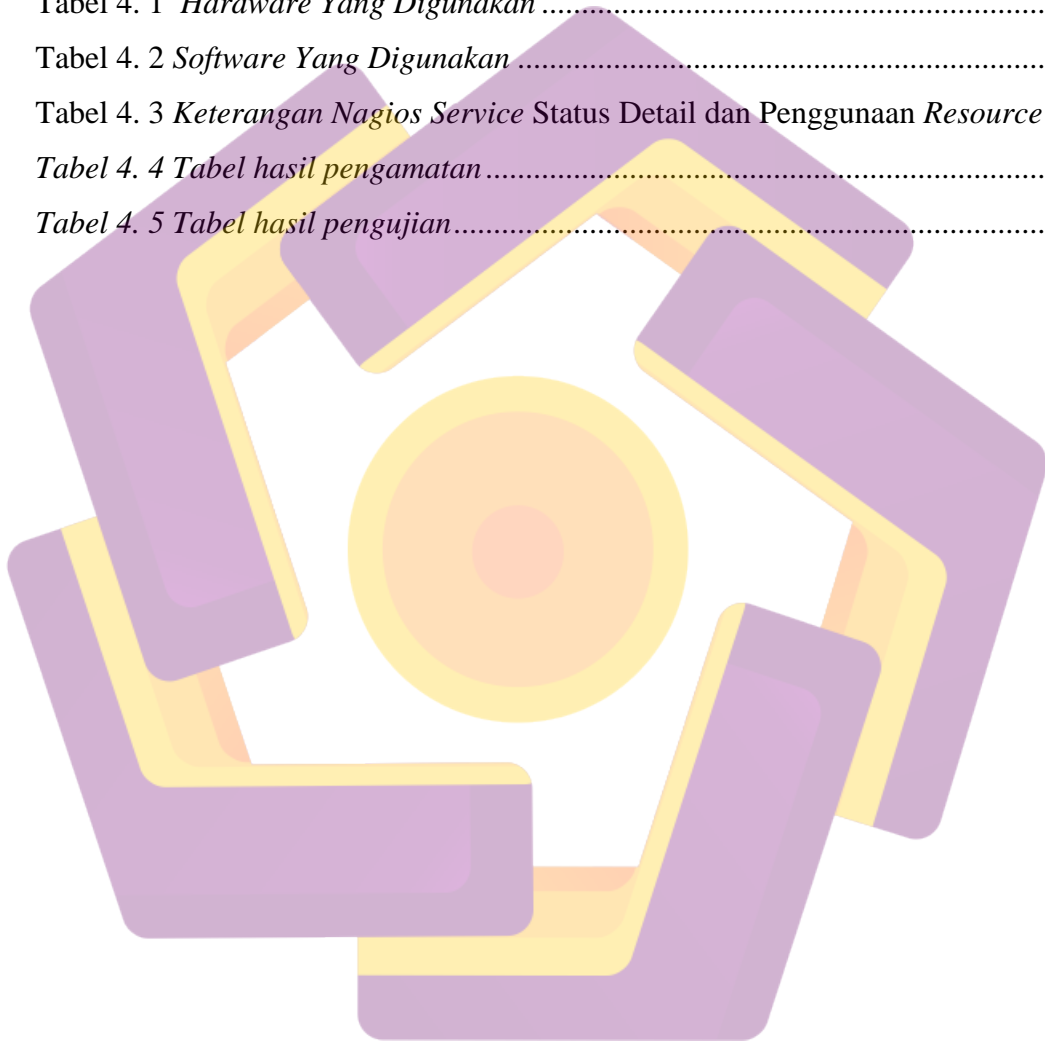 Tabel 4. 1 Hardware Yang Digunakan ................................................................
Tabel 4. 2 Software Yang Digunakan ...................................................................
Tabel 4. 3 Keterangan Nagios Service Status Detail dan Penggunaan Resource
Tabel 4. 4 Tabel hasil pengamatan .......................................................................
Tabel 4. 5 Tabel hasil pengujian ...........................................................................